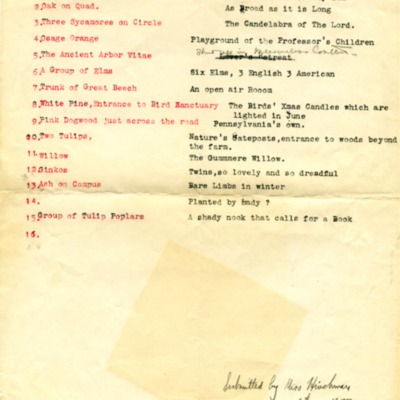 3. Oak on Quad. As Broad as it is Long
3. Three Sycamores on Circle The Candelabra of The Lord.
4. Osage Orange Playground of the Professor's Children
5. The Ancient Arbor Vitae Lover's Retreat
6. A Group of Elms Six Elms, 3 English 3 American
7. Trunk of Great Beech An open air Rooom
8. White Pine, Entrance to Bird Sanctuary The Birds' Xmas Candles which are
lighted in June
9. Pink Dogwood just across the road Pennsylvania's own.
10. Two Tulips, Nature's Gateposts, entrance to woods beyond
the farm.
11. Willow The Gummere Willow.
12. Ginkos Twins, so lovely and so dreadful
13. Ash on Campus Bare Limbs in winter
14. Planted by Indy ?
15. Group of Tulip Poplars A shady nook that calls for a Book
16.
Submitted by Miss